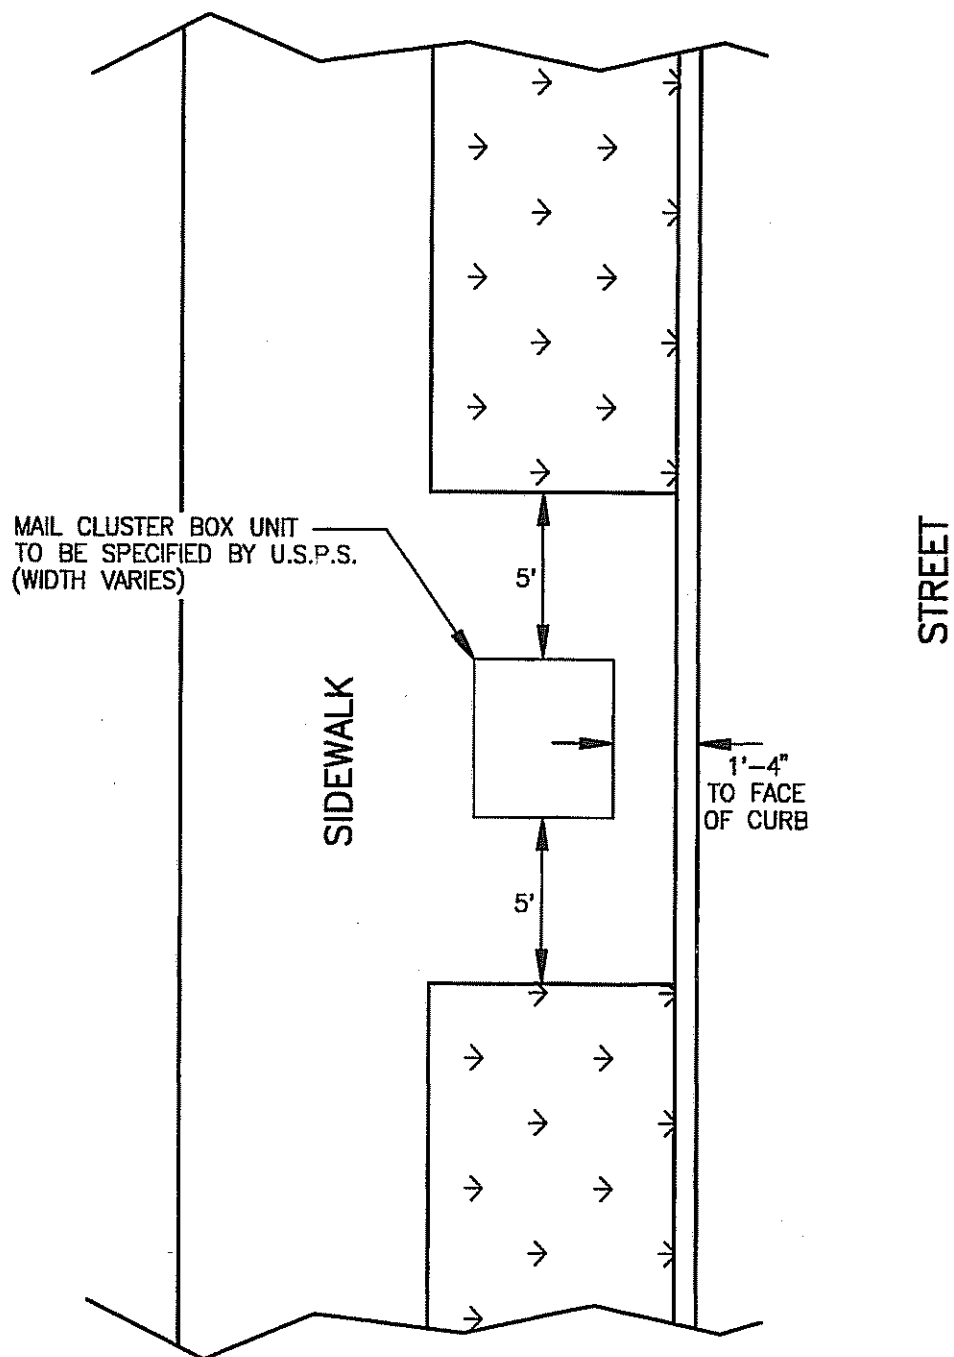 MAIL CLUSTER BOX UNIT
TO BE SPECIFIED BY U.S.P.S.
(WIDTH VARIES)
5'
STREET
SIDEWALK
1'-4"
TO FACE
OF CURB
5'